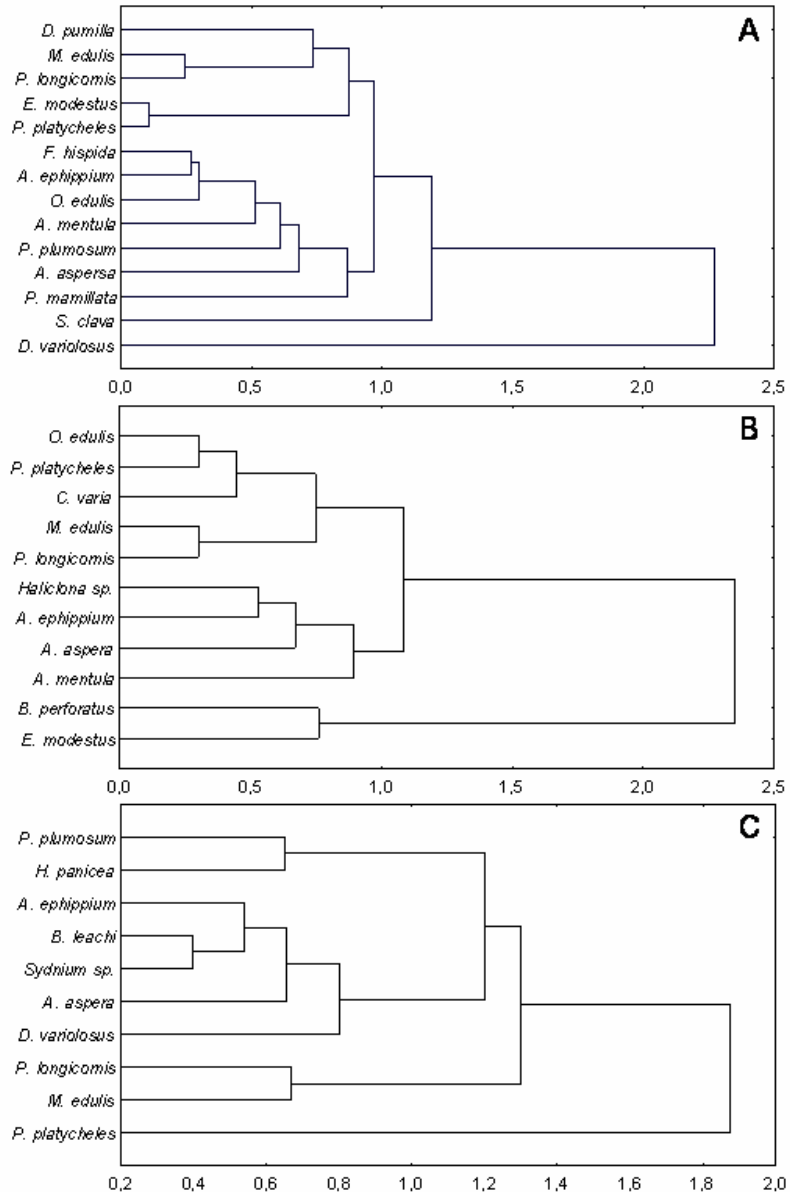 A
D. pumilla
M. edulis
P. longicornis
E. modestus
P. platycheles
F. hispida
A. ephippium
O. edulis
A. mentula
P. plumosum
A. aspersa
P. mamillata
S. clava
D. variolosus
0,0 0,5 1,0 1,5 2,0 2,5
B
O. edulis
P. platycheles
C. varia
M. edulis
P. longicornis
Haliclona sp.
A. ephippium
A. aspera
A. mentula
B. perforatus
E. modestus
0,0 0,5 1,0 1,5 2,0 2,5
C
P. plumosum
H. panicea
A. ephippium
B. leachi
Sydnium sp.
A. aspera
D. variolosus
P. longicornis
M. edulis
P. platycheles
0,2 0,4 0,6 0,8 1,0 1,2 1,4 1,6 1,8 2,0